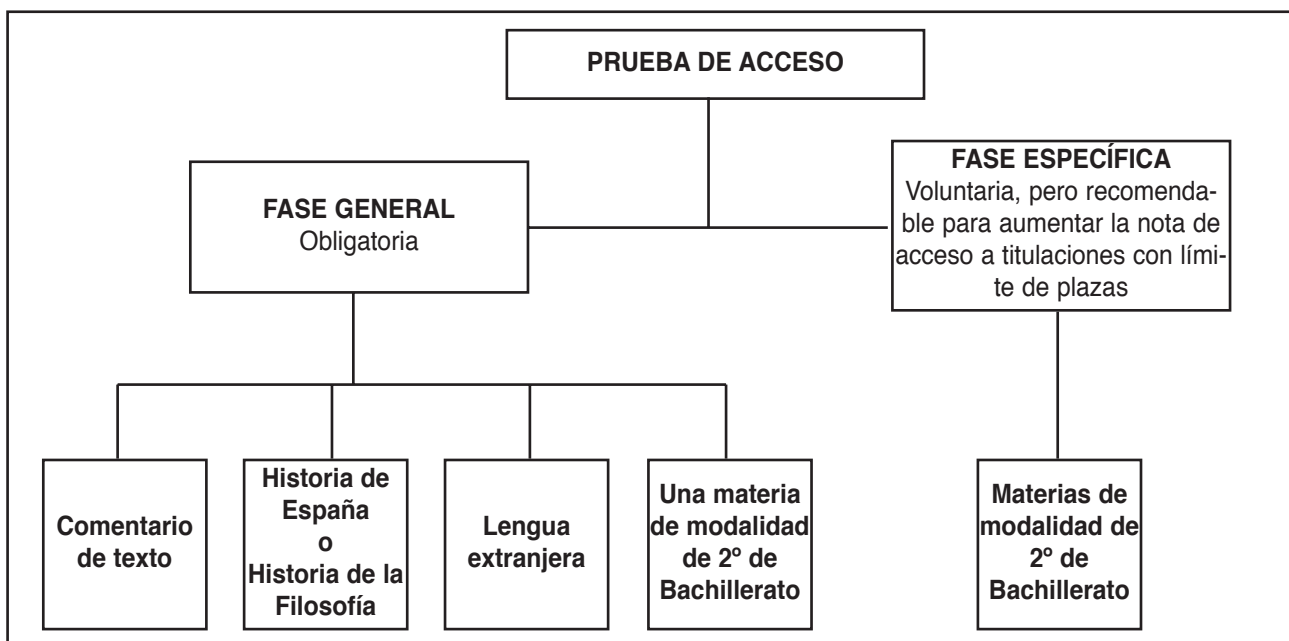 PRUEBA DE ACCESO
FASE GENERAL
Obligatoria
FASE ESPECÍFICA
Voluntaria, pero recomenda-
ble para aumentar la nota de
acceso a titulaciones con lími-
te de plazas
Comentario
de texto
Historia de
España
o
Historia de la
Filosofía
Lengua
extranjera
Una materia
de modalidad
de 2º de
Bachillerato
Materias de
modalidad de
2º de
Bachillerato